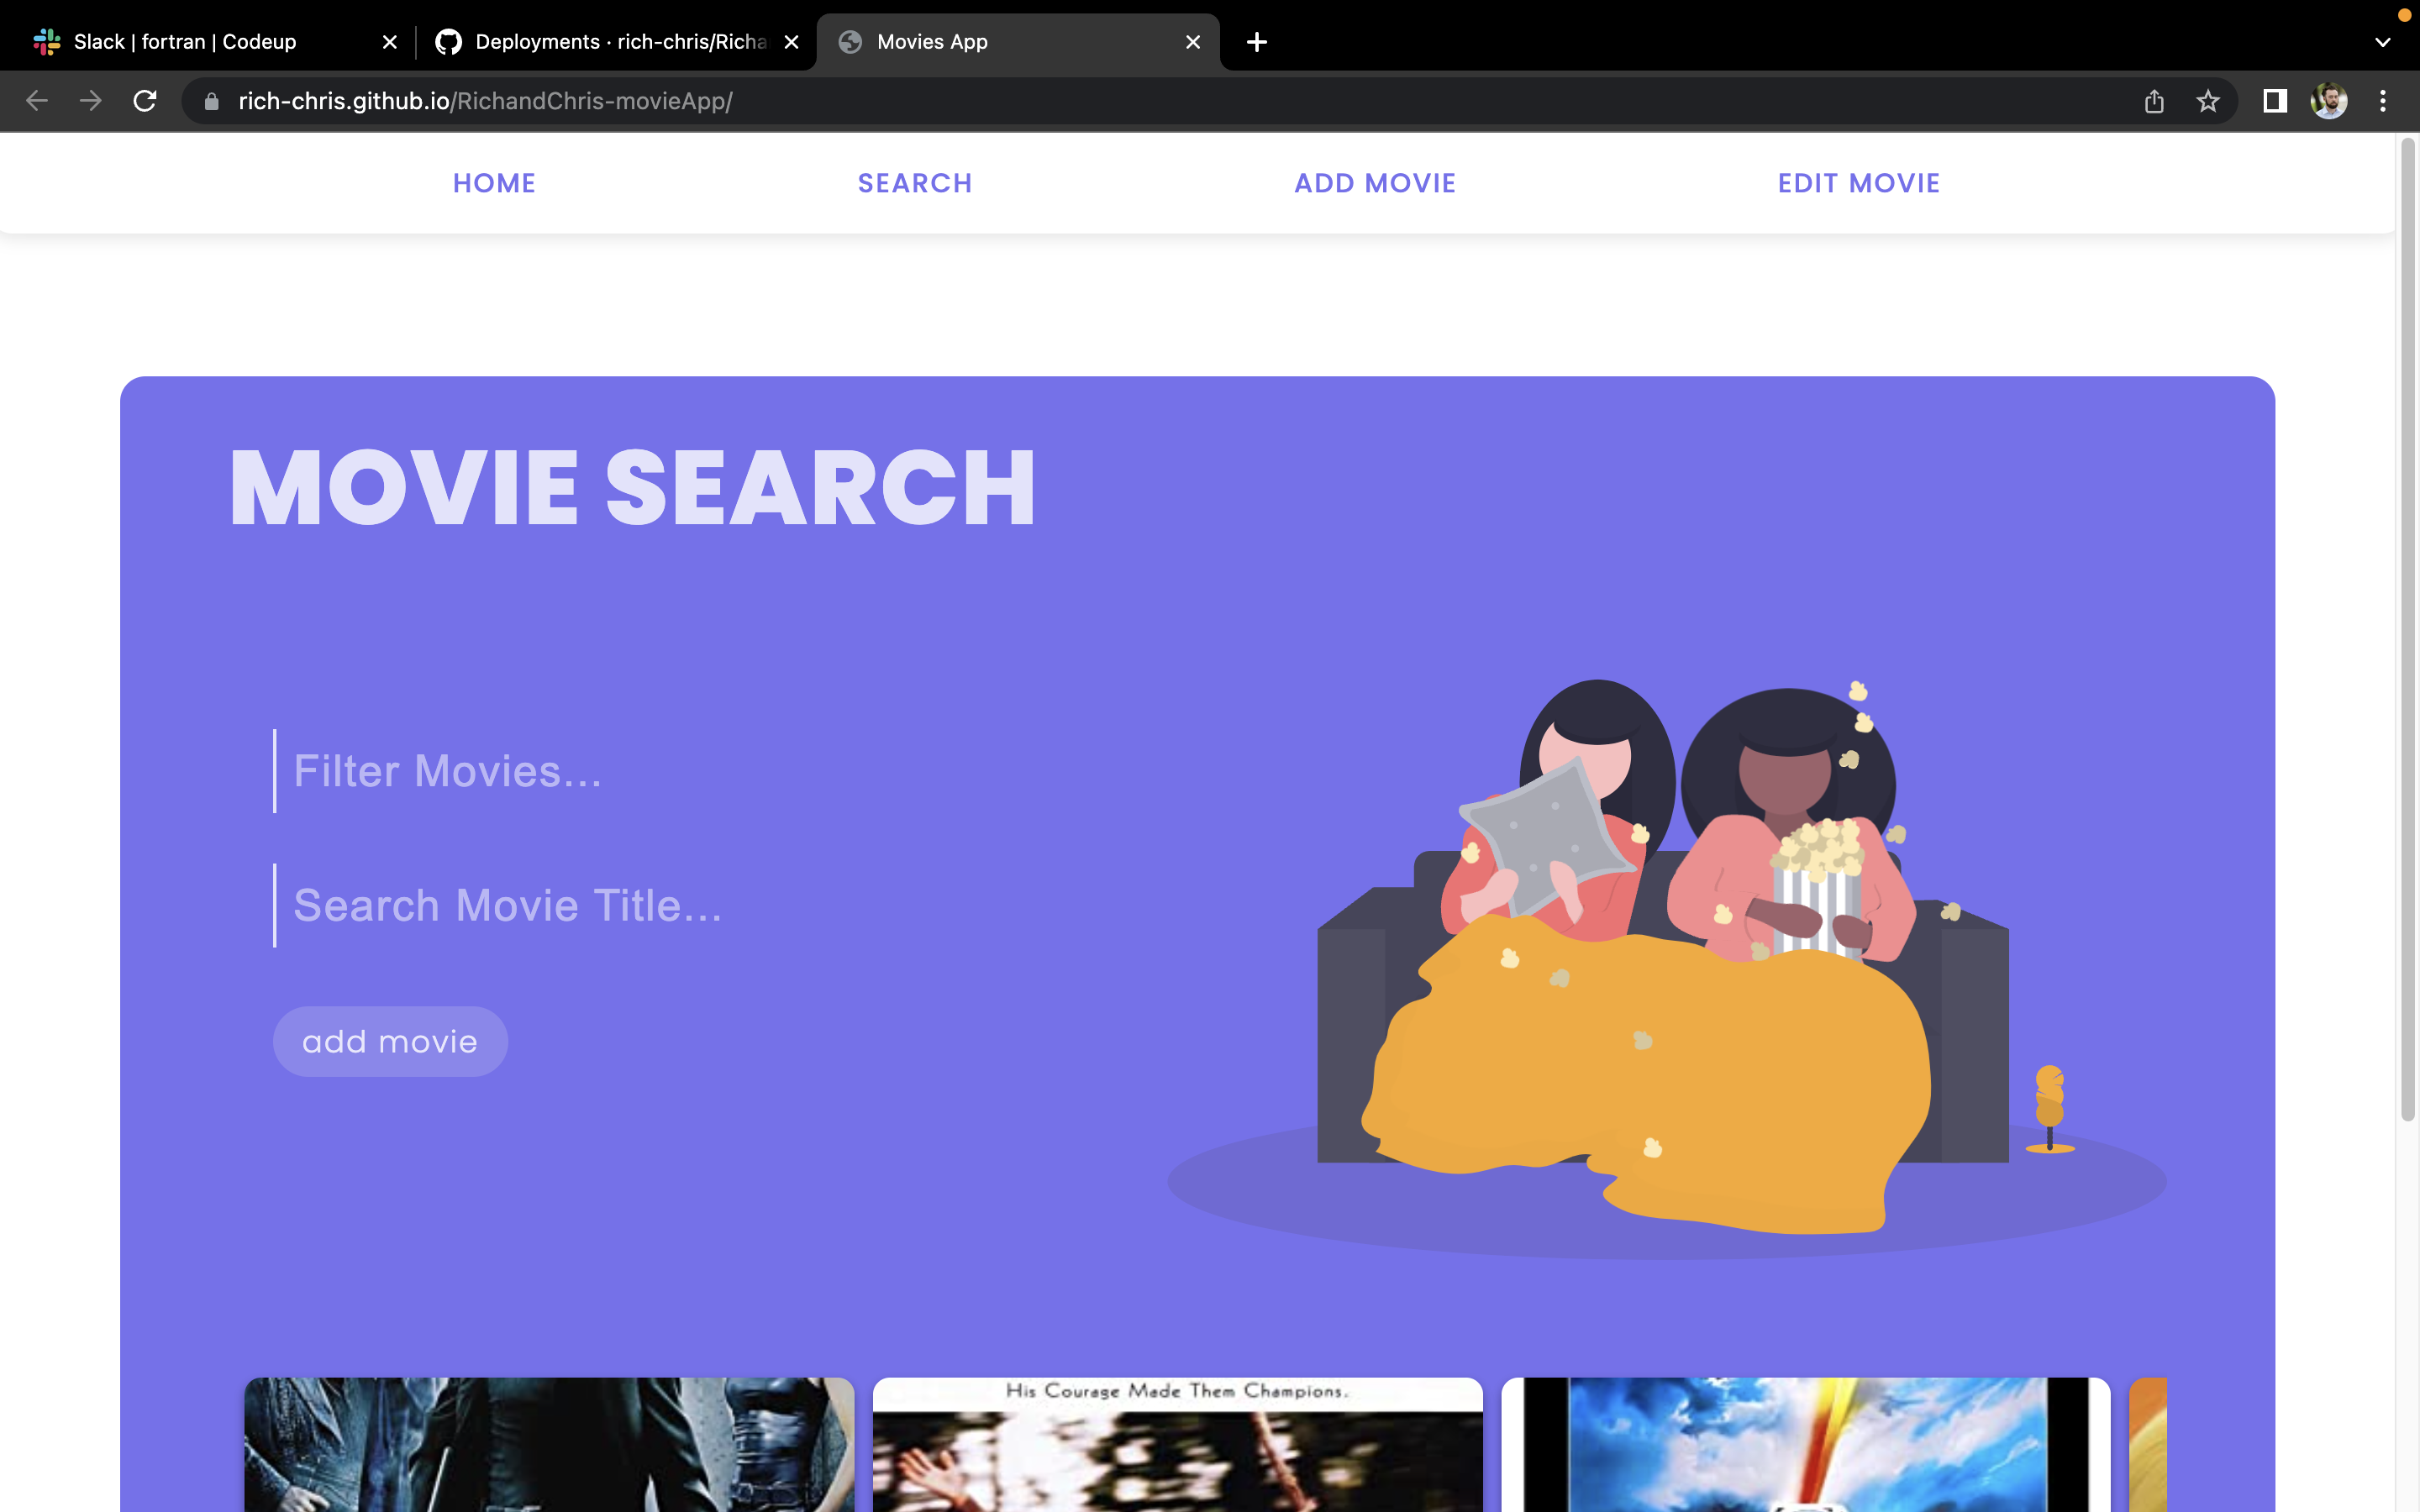 Slack | fortran | Codeup
Deployments · rich-chris/Richa
Movies App
rich-chris.github.io/RichandChris-movieApp/
HOME
SEARCH
ADD MOVIE
EDIT MOVIE
MOVIE SEARCH
Filter Movies...
Search Movie Title...
add movie
His Courage Made Them Champions.